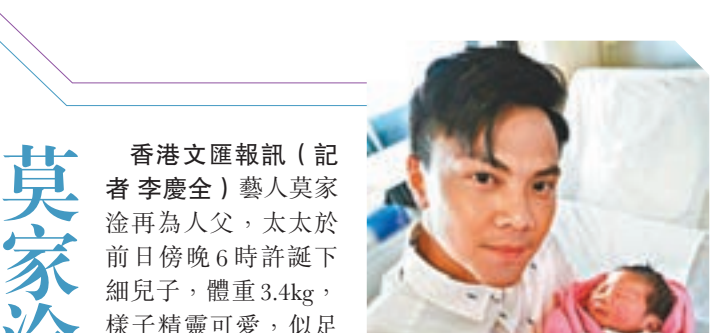 莫家淦
香港文匯報訊（記
者 李慶全）藝人莫家
淦再為人父，太太於
前日傍晚6時許誕下
細兒子，體重3.4kg，
樣子精靈可愛，似足